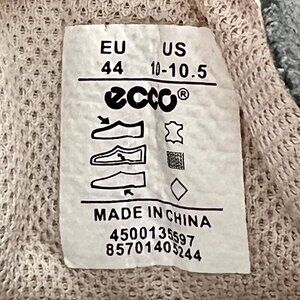 EU US
44 10-10.5
ecco®
MADE IN CHINA
4500135597
85701405244